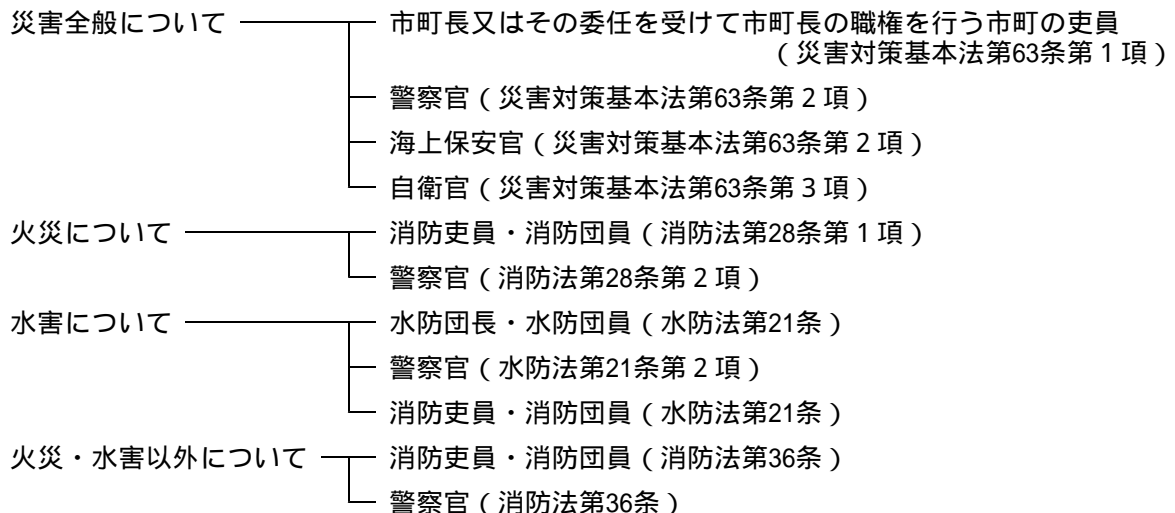 災害全般について 市町長又はその委任を受けて市町長の職権を行う市町の吏員
（災害対策基本法第63条第１項）
警察官（災害対策基本法第63条第２項）
海上保安官（災害対策基本法第63条第２項）
自衛官（災害対策基本法第63条第３項）
火災について 消防吏員・消防団員（消防法第28条第１項）
警察官（消防法第28条第２項）
水害について 水防団長・水防団員（水防法第21条）
警察官（水防法第21条第２項）
消防吏員・消防団員（水防法第21条）
火災・水害以外について 消防吏員・消防団員（消防法第36条）
警察官（消防法第36条）